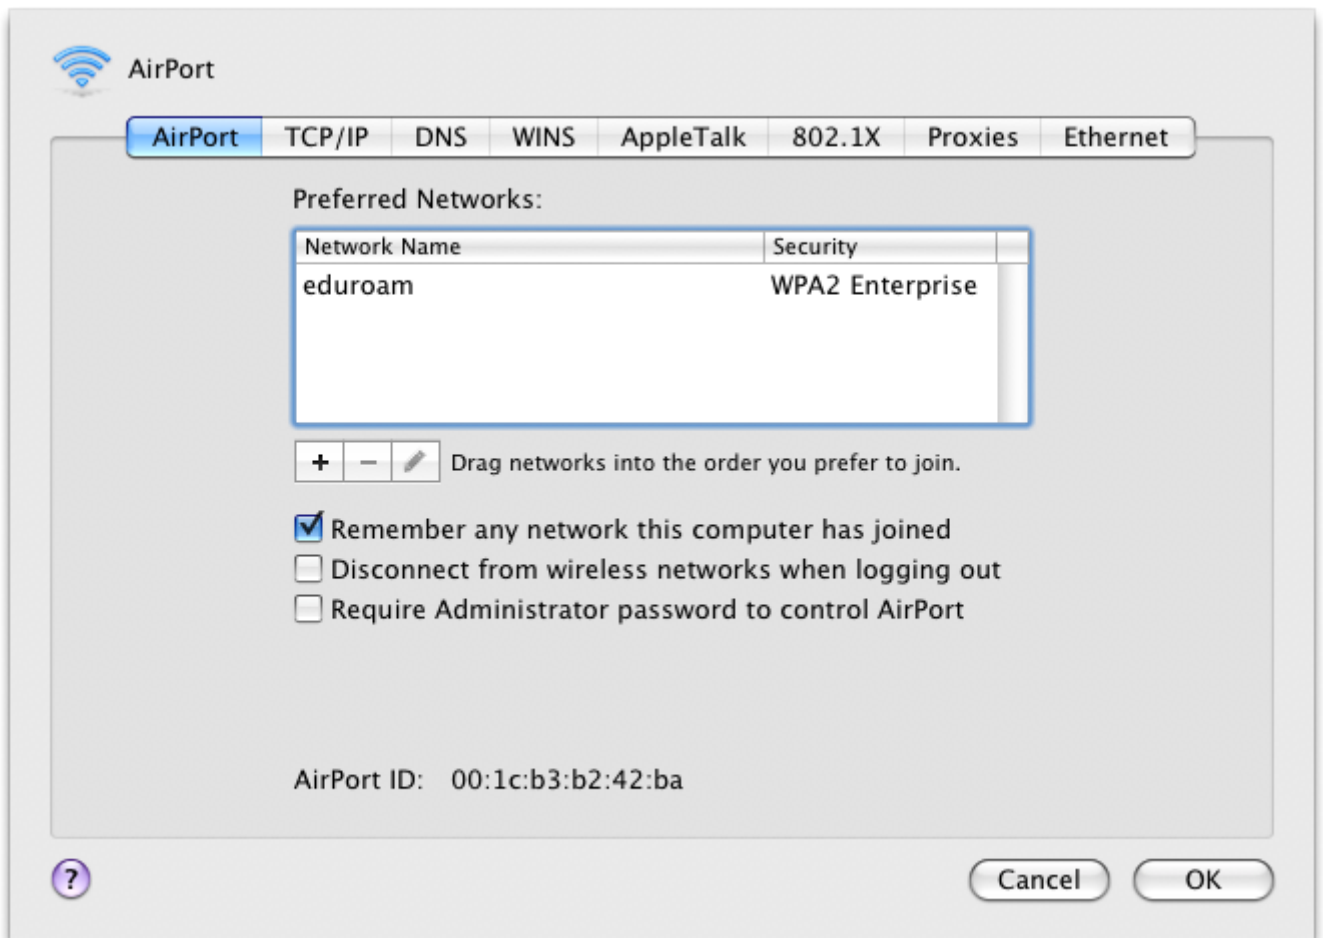 AirPort
AirPort TCP/IP DNS WINS AppleTalk 802.1X Proxies Ethernet
Preferred Networks:
Network Name Security
eduroam WPA2 Enterprise
+ − Drag networks into the order you prefer to join.
Remember any network this computer has joined
Disconnect from wireless networks when logging out
Require Administrator password to control AirPort
AirPort ID: 00:1c:b3:b2:42:ba
? Cancel OK